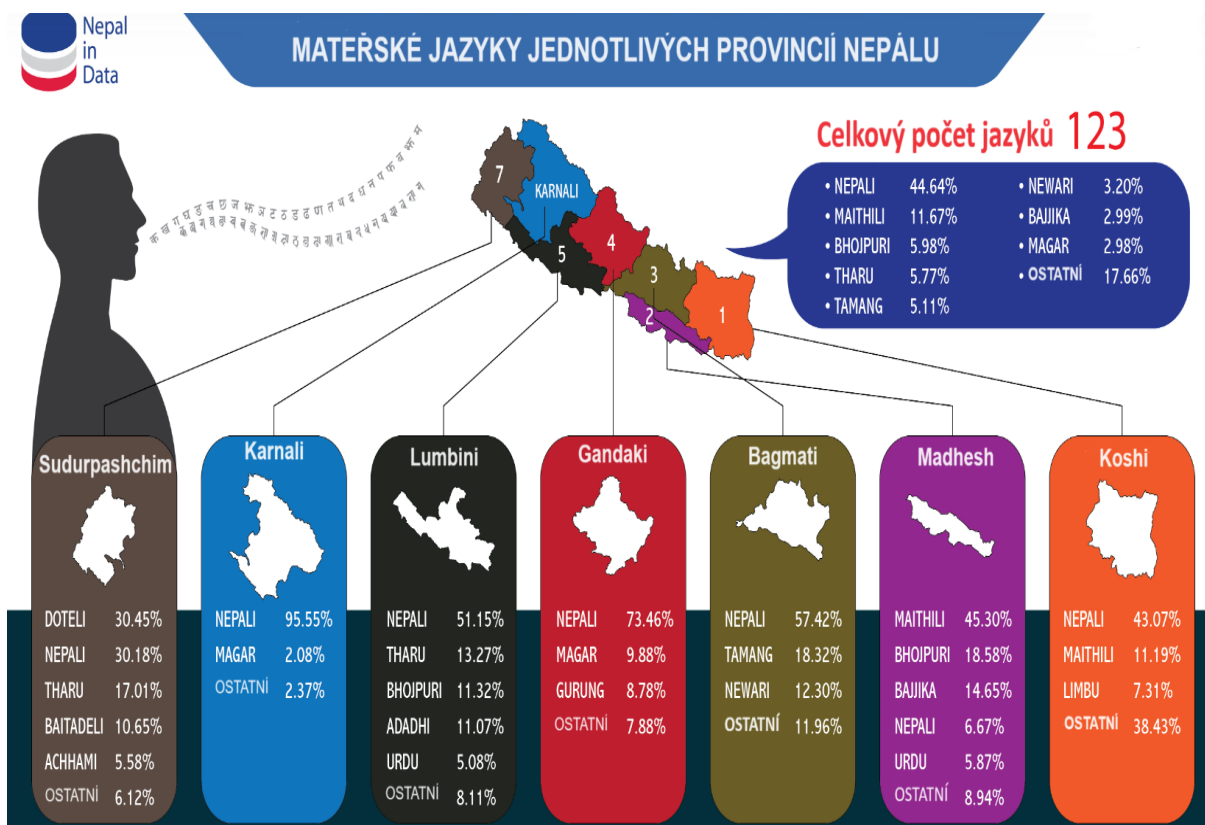 Nepal
in
Data
MATEŘSKÉ JAZYKY JEDNOTLIVÝCH PROVINCIÍ NEPÁLU
Celkový počet jazyků 123
• NEPALI 44.64%
• MAITHILI 11.67%
• BHOJPURI 5.98%
• THARU 5.77%
• TAMANG 5.11%
• NEWARI 3.20%
• BAJJIKA 2.99%
• MAGAR 2.98%
• OSTATNÍ 17.66%
7
KARNALI
5
4
3
2
1
Sudurpashchim
DOTELI 30.45%
NEPALI 30.18%
THARU 17.01%
BAITADELI 10.65%
ACHHAMI 5.58%
OSTATNÍ 6.12%
Karnali
NEPALI 95.55%
MAGAR 2.08%
OSTATNÍ 2.37%
Lumbini
NEPALI 51.15%
THARU 13.27%
BHOJPURI 11.32%
ADADHI 11.07%
URDU 5.08%
OSTATNÍ 8.11%
Gandaki
NEPALI 73.46%
MAGAR 9.88%
GURUNG 8.78%
OSTATNÍ 7.88%
Bagmati
NEPALI 57.42%
TAMANG 18.32%
NEWARI 12.30%
OSTATNÍ 11.96%
Madhesh
MAITHILI 45.30%
BHOJPURI 18.58%
BAJJIKA 14.65%
NEPALI 6.67%
URDU 5.87%
OSTATNÍ 8.94%
Koshi
NEPALI 43.07%
MAITHILI 11.19%
LIMBU 7.31%
OSTATNÍ 38.43%